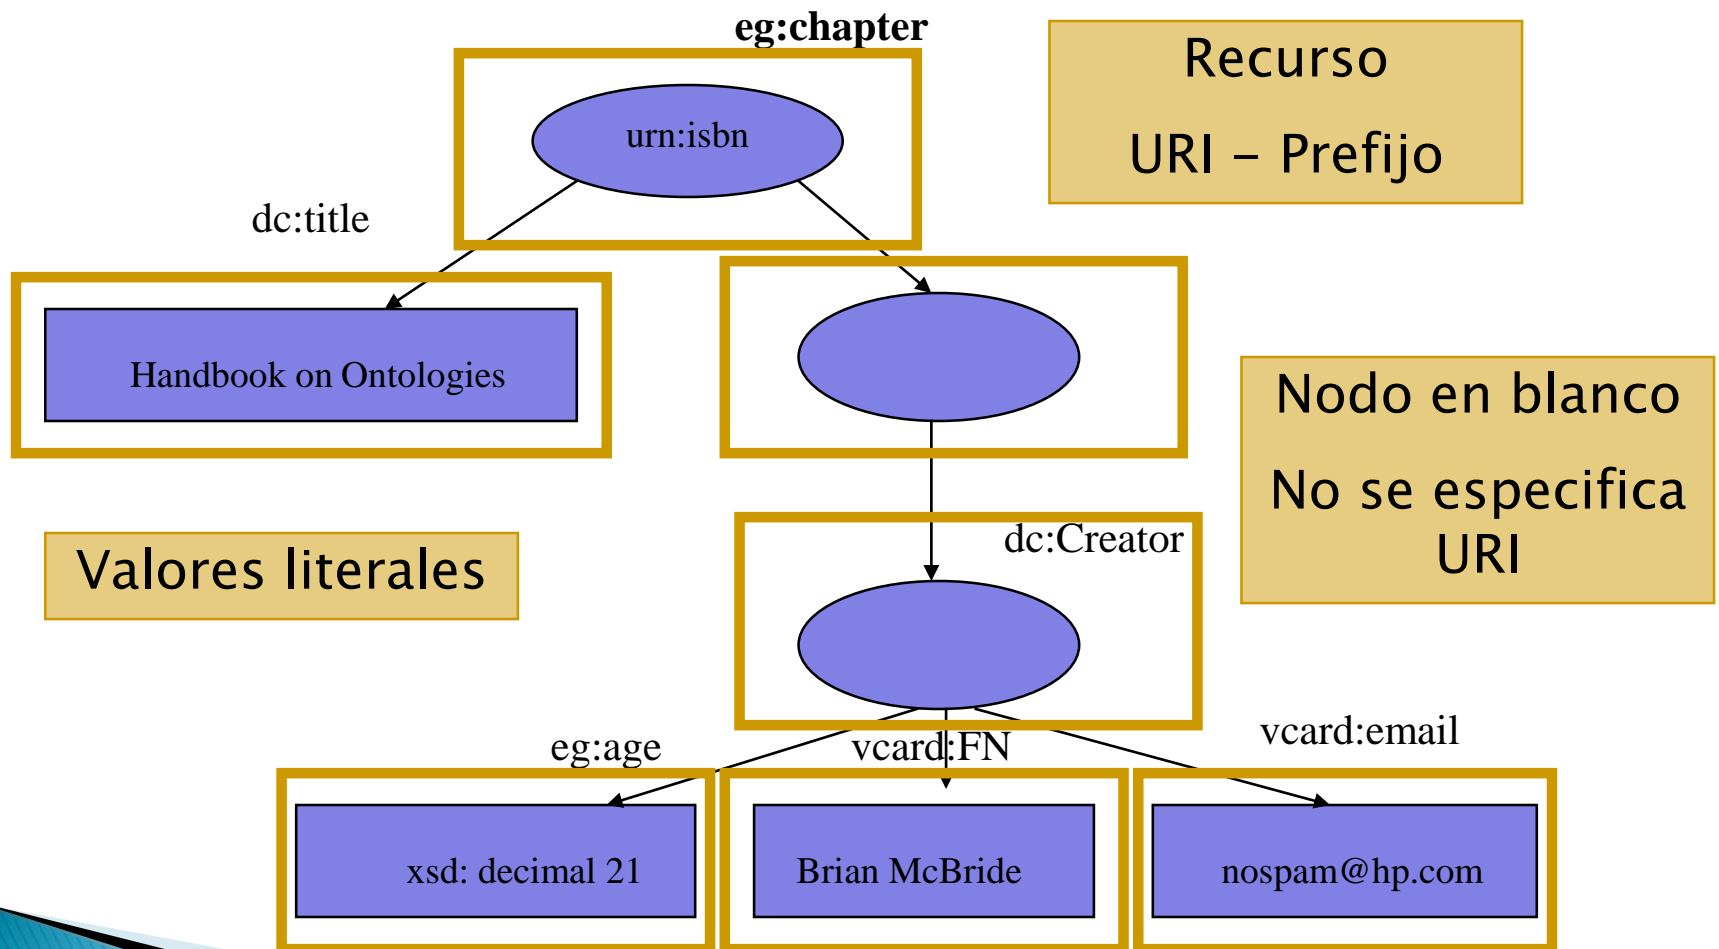 eg:chapter
Recurso
URI – Prefijo
urn:isbn
dc:title
Handbook on Ontologies
Nodo en blanco
No se especifica
URI
Valores literales
dc:Creator
eg:age
vcard:FN
vcard:email
xsd: decimal 21
Brian McBride
nospam@hp.com